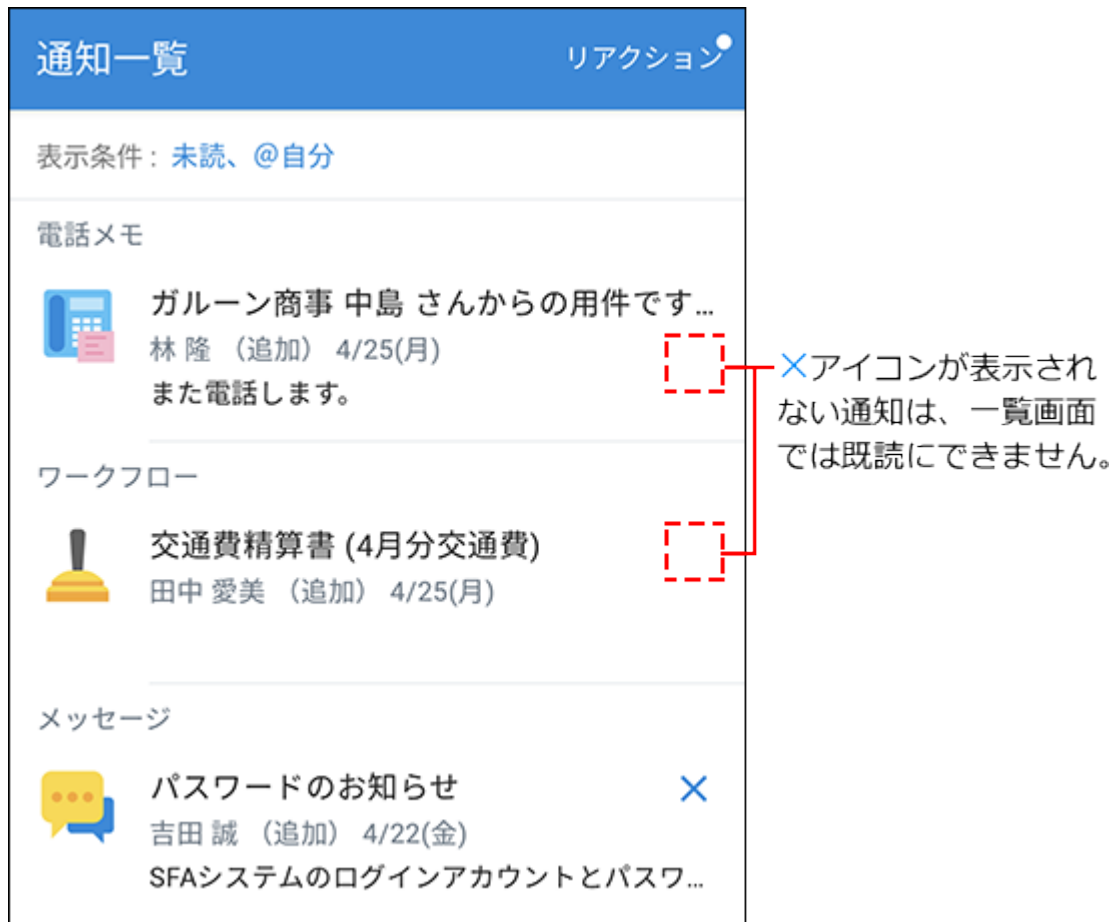 通知一覧
リアクション
表示条件 : 未読、@自分
電話メモ
ガルーン商事 中島 さんからの用件です...
林 隆 （追加） 4/25(月)
また電話します。
×アイコンが表示され
ない通知は、一覧画面
では既読にできません。
ワークフロー
交通費精算書 (4月分交通費)
田中 愛美 （追加） 4/25(月)
メッセージ
パスワードのお知らせ
吉田 誠 （追加） 4/22(金)
SFAシステムのログインアカウントとパスワ...